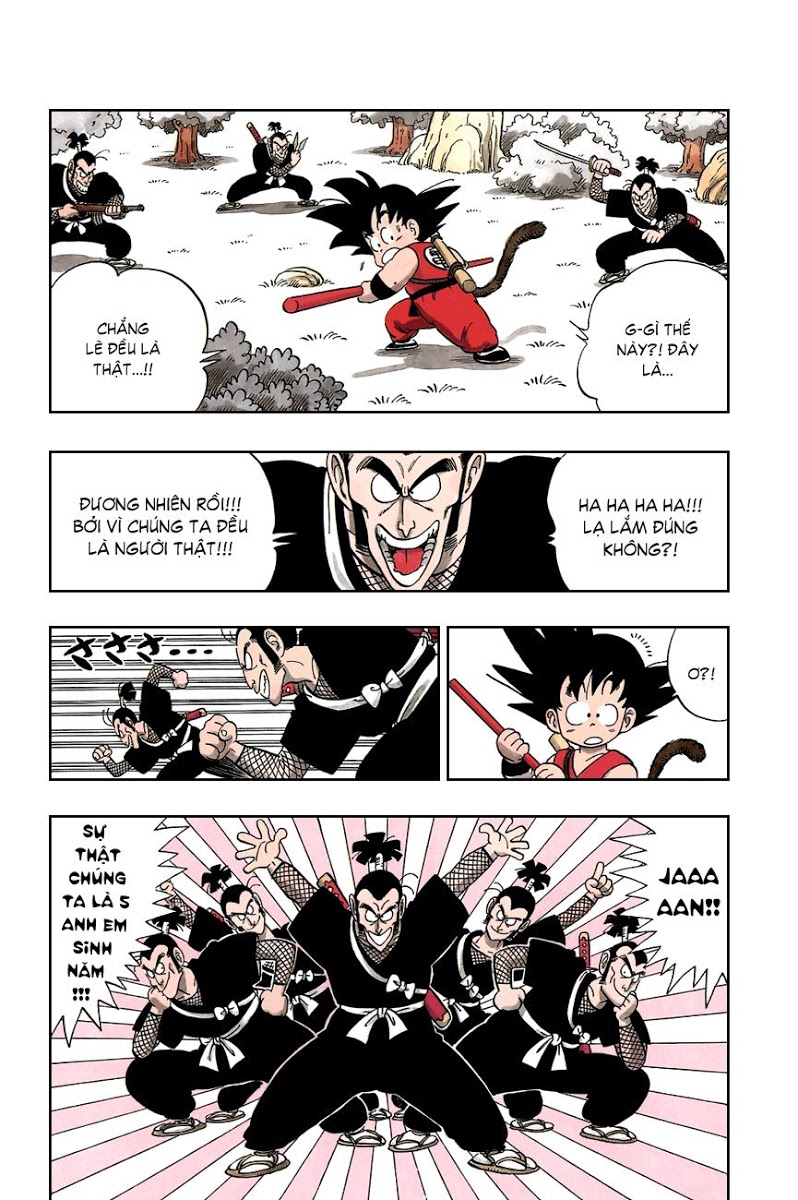 G-GÌ THẾ
NÀY?! ĐÂY
LÀ...
CHẲNG
LẼ ĐỀU LÀ
THẬT...!!
HA HA HA HA!!!
LẠ LẮM ĐÚNG
KHÔNG?!
ĐƯƠNG NHIÊN RỒI!!!
BỞI VÌ CHÚNG TA ĐỀU
LÀ NGƯỜI THẬT!!!
Ơ?!
ささささ...
JAAA
AAN!!
SỰ
THẬT
CHÚNG
TA LÀ 5
ANH EM
SINH
NĂM
!!!